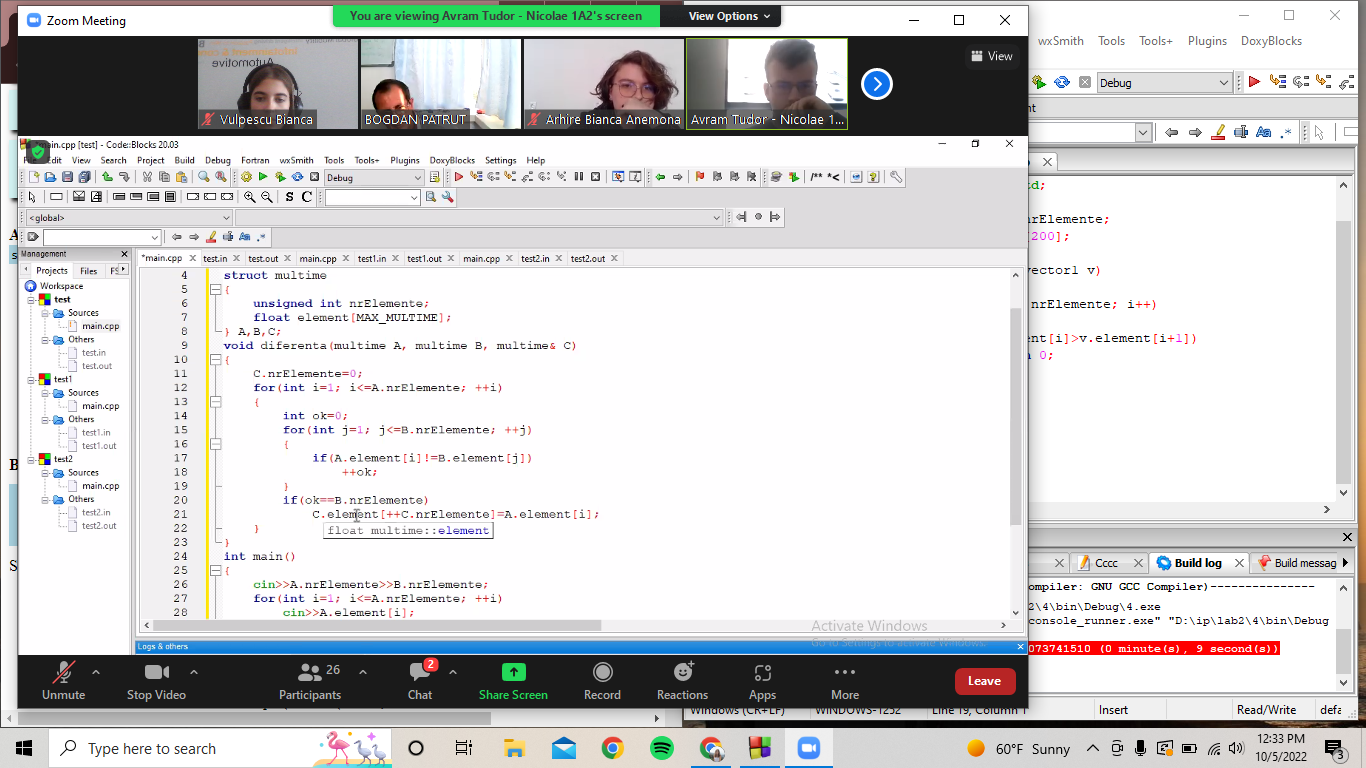 Zoom Meeting
You are viewing Avram Tudor - Nicolae 1A2's screen
View Options
wxSmith Tools Tools+ Plugins DoxyBlocks
View
Automotive
Debug
Vulpescu Bianca
BOGDAN PATRUT
Arhire Bianca Anemona
Avram Tudor - Nicolae 1...
*main.cpp [test] - Code::Blocks 20.03
Edit View Search Project Build Debug Fortran wxSmith Tools Tools+ Plugins DoxyBlocks Settings Help
Debug
<global>
Management
Projects Files
*main.cpp test.in test.out main.cpp test1.in test1.out main.cpp test2.in test2.out
Workspace
test
Sources
main.cpp
Others
test.in
test.out
test1
Sources
main.cpp
Others
test1.in
test1.out
test2
Sources
main.cpp
Others
test2.in
test2.out
4 struct multime
5 {
6 unsigned int nrElemente;
7 float element[MAX_MULTIME];
8 } A,B,C;
9 void diferenta(multime A, multime B, multime& C)
10 {
11 C.nrElemente=0;
12 for(int i=1; i<=A.nrElemente; ++i)
13 {
14 int ok=0;
15 for(int j=1; j<=B.nrElemente; ++j)
16 {
17 if(A.element[i]!=B.element[j])
18 ++ok;
19 }
20 if(ok==B.nrElemente)
21 C.element[++C.nrElemente]=A.element[i];
22 }
float multime::element
23 }
24 int main()
25 {
26 cin>>A.nrElemente>>B.nrElemente;
27 for(int i=1; i<=A.nrElemente; ++i)
28 cin>>A.element[i];
Logs & others
[200];
v)
i++)
[i]>v.element[i+1])
0;
Cccc
Build log
Build messag
ompiler: GNU GCC Compiler)---------------
2\4\bin\Debug\4.exe
console_runner.exe" "D:\ip\lab2\4\bin\Debug
073741510 (0 minute(s), 9 second(s))
Activate Windows
Go to Settings to activate Windows.
Unmute
Stop Video
Participants
26
Chat
2
Share Screen
Record
Reactions
Apps
More
Leave
Windows (CR+LF) WINDOWS-1252 Line 19, Column 1 Insert Read/Write defa
Type here to search
60°F Sunny
12:33 PM
10/5/2022
3